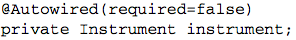 @Autowired(required=false)
private Instrument instrument;